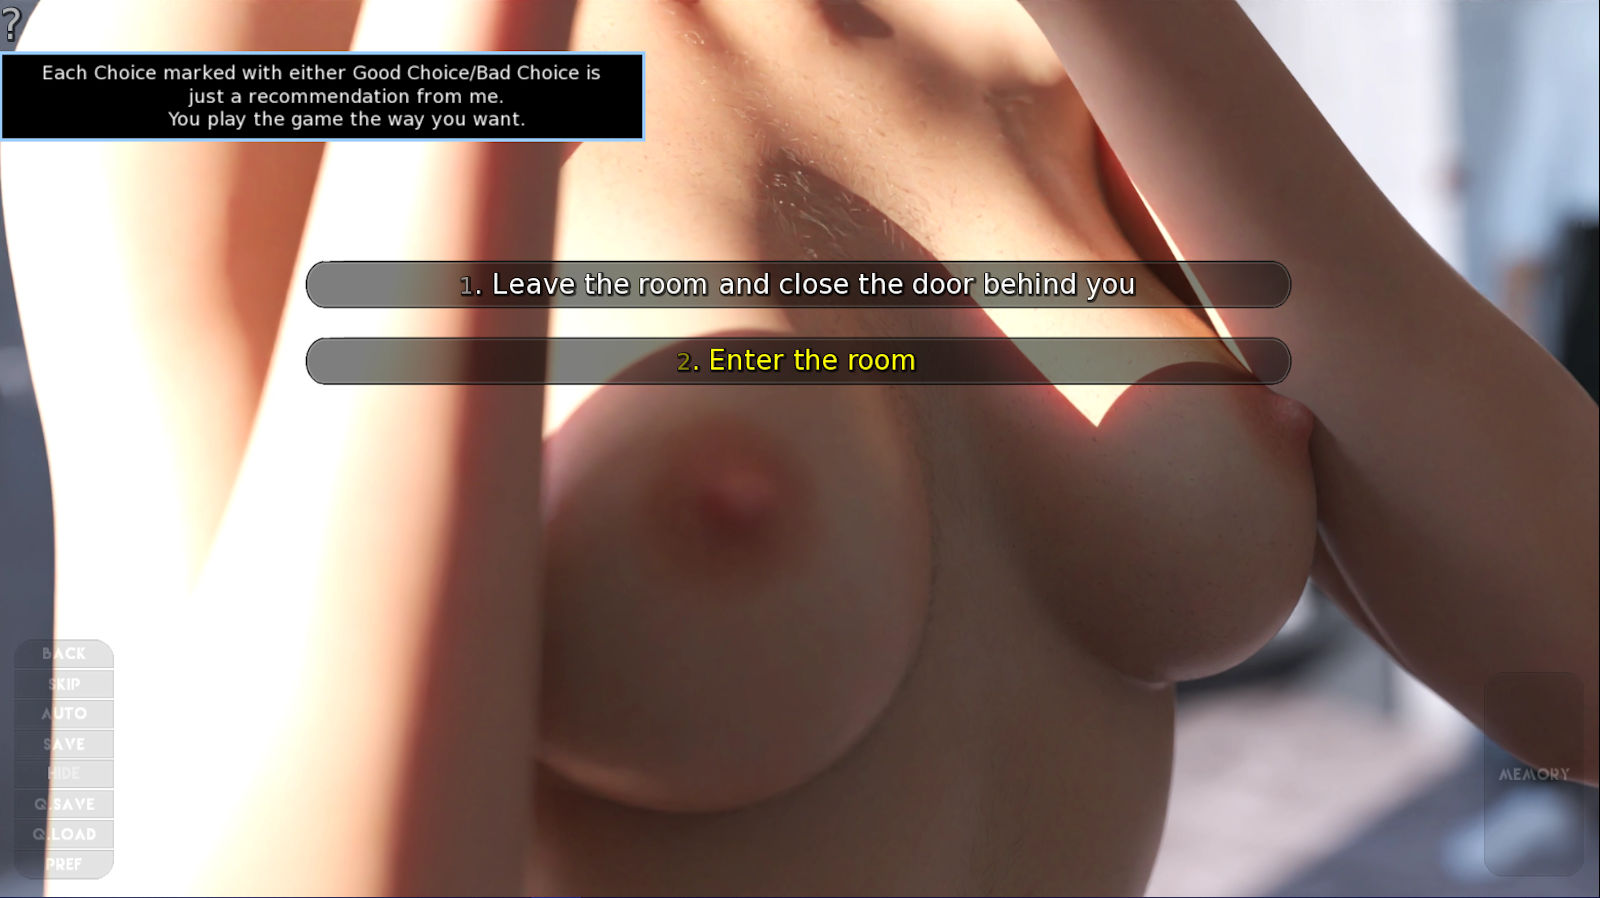 ?
Each Choice marked with either Good Choice/Bad Choice is
just a recommendation from me.
You play the game the way you want.
1. Leave the room and close the door behind you
2. Enter the room
BACK
SKIP
AUTO
SAVE
HIDE
Q.SAVE
Q.LOAD
PREF
MEMORY